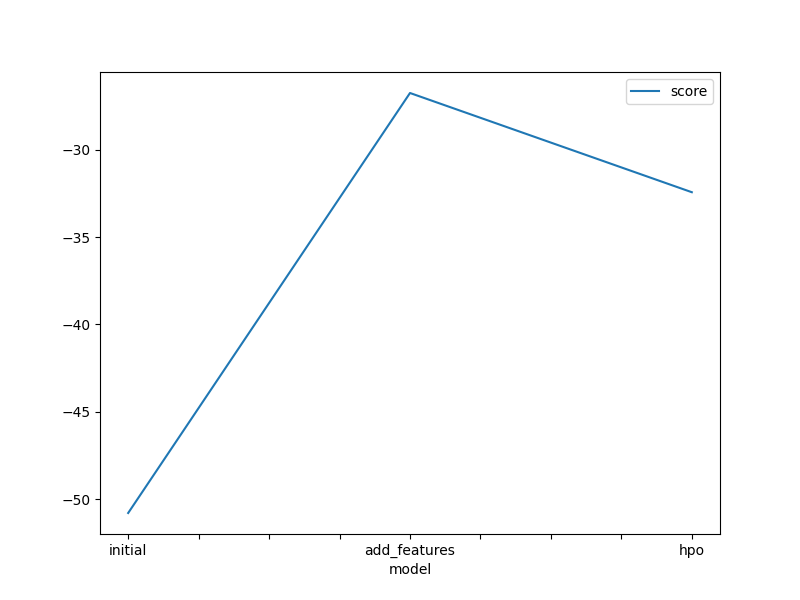 score
−30
−35
−40
−45
−50
initial
add_features
hpo
model